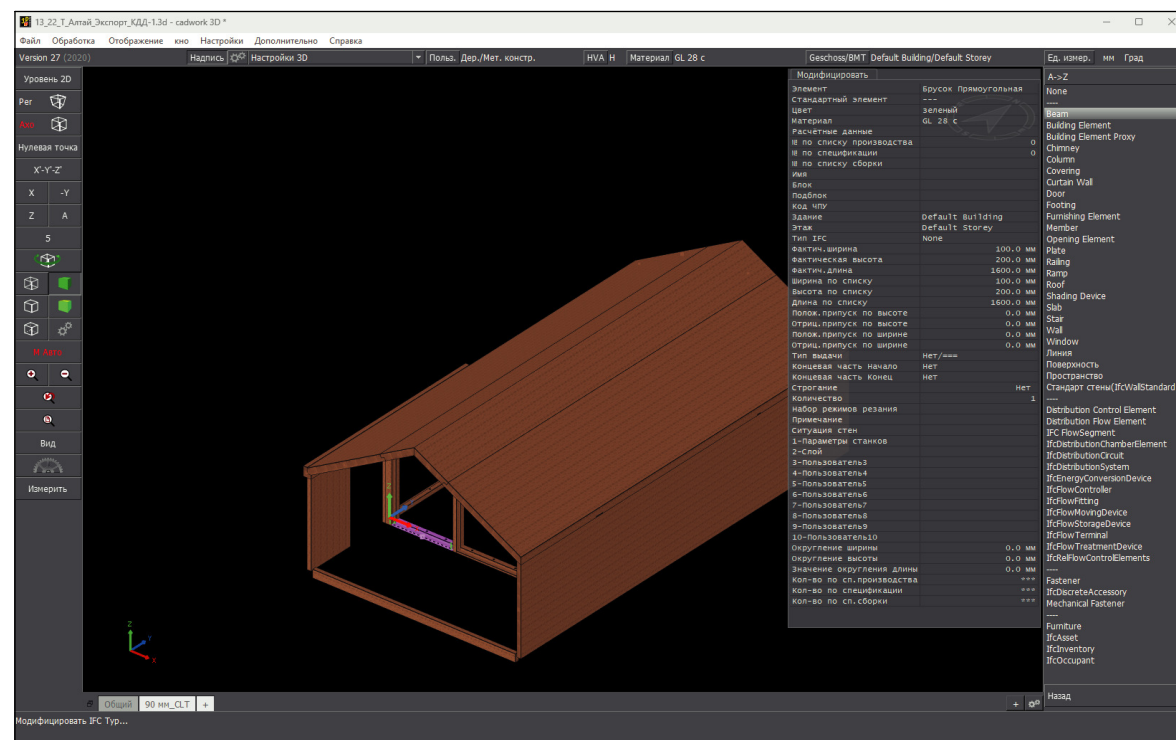 13_22_Т_Алтай_Экспорт_КДД-1.3d - cadwork 3D *
Файл Обработка Отображение кно Настройки Дополнительно Справка
Version 27 (2020) Надпись Настройки 3D Польз. Дер./Мет. констр. HVA H Материал GL 28 c Geschoss/BMT Default Building/Default Storey Ед. измер. мм Град
Уровень 2D
Per
Axo
Нулевая точка
X'-Y'-Z'
X -Y
Z A
5
М Авто
Вид
Измерить
Модифицировать
Элемент Брусок Прямоугольная
Стандартный элемент ---
Цвет зеленый
Материал GL 28 c
Расчётные данные
№ по списку производства 0
№ по спецификации 0
№ по списку сборки
Имя
Блок
Подблок
Код ЧПУ
Здание Default Building
Этаж Default Storey
Тип IFC None
Фактич.ширина 100.0 мм
Фактическая высота 200.0 мм
Фактич.длина 1600.0 мм
Ширина по списку 100.0 мм
Высота по списку 200.0 мм
Длина по списку 1600.0 мм
Полож.припуск по высоте 0.0 мм
Отриц.припуск по высоте 0.0 мм
Полож.припуск по ширине 0.0 мм
Отриц.припуск по ширине 0.0 мм
Тип выдачи Нет/===
Концевая часть Начало Нет
Концевая часть Конец Нет
Строгание Нет
Количество 1
Набор режимов резания
Примечание
Ситуация стен
1-Параметры станков
2-Слой
3-Пользователь3
4-Пользователь4
5-Пользователь5
6-Пользователь6
7-Пользователь7
8-Пользователь8
9-Пользователь9
10-Пользователь10
Округление ширины 0.0 мм
Округление высоты 0.0 мм
Значение округления длины 0.0 мм
Кол-во по сп.производства ***
Кол-во по спецификации ***
Кол-во по сп.сборки ***
A->Z
None
----
Beam
Building Element
Building Element Proxy
Chimney
Column
Covering
Curtain Wall
Door
Footing
Furnishing Element
Member
Opening Element
Plate
Railing
Ramp
Roof
Shading Device
Slab
Stair
Wall
Window
Линия
Поверхность
Пространство
Стандарт стены(IfcWallStandard
----
Distribution Control Element
Distribution Flow Element
IFC FlowSegment
IfcDistributionChamberElement
IfcDistributionCircuit
IfcDistributionSystem
IfcEnergyConversionDevice
IfcFlowController
IfcFlowFitting
IfcFlowMovingDevice
IfcFlowStorageDevice
IfcFlowTerminal
IfcFlowTreatmentDevice
IfcRelFlowControlElements
----
Fastener
IfcDiscreteAccessory
Mechanical Fastener
----
Furniture
IfcAsset
IfcInventory
IfcOccupant
Назад
Z
Y
X
Общий 90 мм_CLT +
+
Модифицировать IFC Typ...